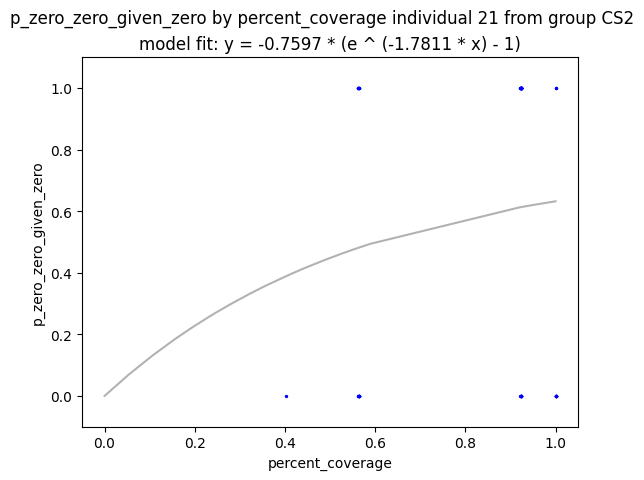 p_zero_zero_given_zero by percent_coverage individual 21 from group CS2
model fit: y = -0.7597 * (e ^ (-1.7811 * x) - 1)
1.0
0.8
0.6
0.4
0.2
0.0
p_zero_zero_given_zero
0.0 0.2 0.4 0.6 0.8 1.0
percent_coverage